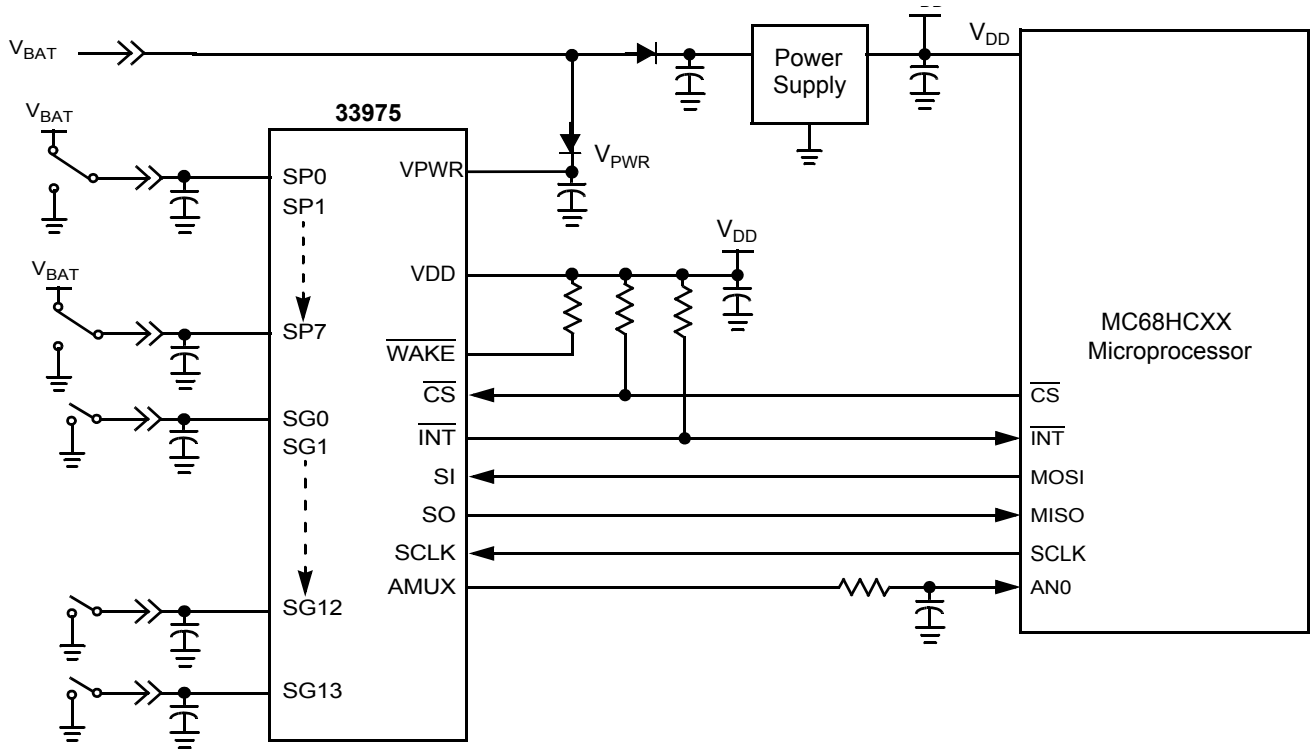 VBAT
Power
Supply
VDD
33975
VBAT
SP0
SP1
VPWR
VPWR
VDD
VDD
VBAT
SP7
WAKE
CS
CS
SG0
SG1
INT
INT
SI
MOSI
SO
MISO
SCLK
SCLK
AMUX
AN0
SG12
SG13
MC68HCXX
Microprocessor